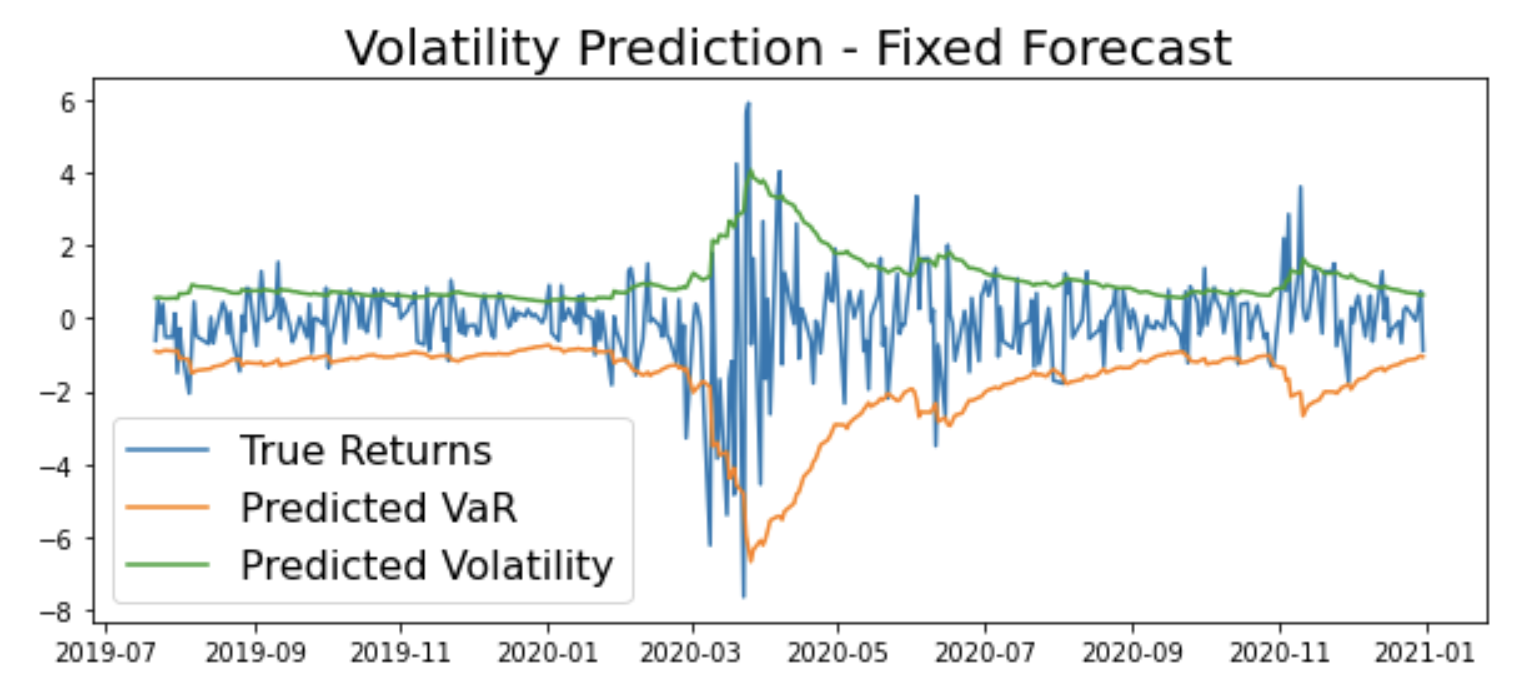 Volatility Prediction - Fixed Forecast
6
4
2
0
−2
−4
−6
−8
True Returns
Predicted VaR
Predicted Volatility
2019-07 2019-09 2019-11 2020-01 2020-03 2020-05 2020-07 2020-09 2020-11 2021-01